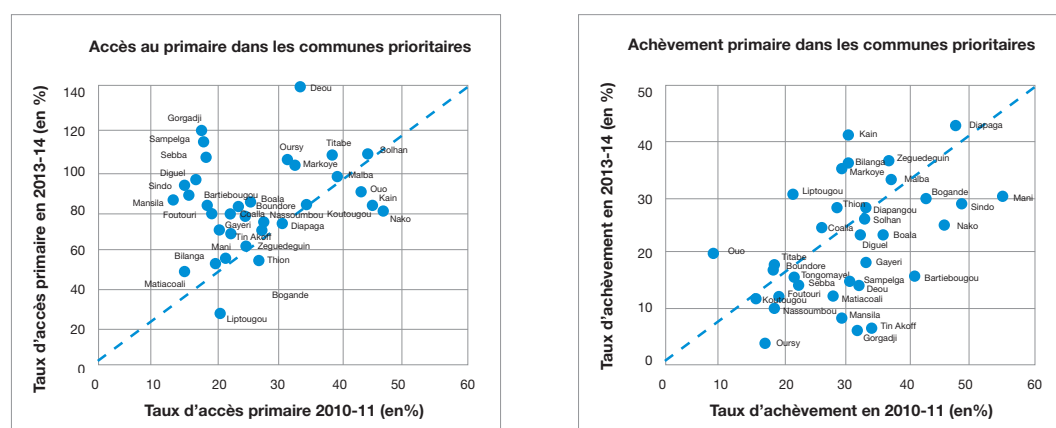 Accès au primaire dans les communes prioritaires
Taux d'accès primaire en 2013-14 (en %)
140
120
100
80
60
40
20
0
0
10
20
30
40
50
60
Deou
Gorgadji
Sampelga
Sebba
Oursy
Titabe
Solhan
Markoye
Diguel
Malba
Sindo
Mansila
Bartiebougou
Boala
Ouo
Kain
Boundore
Foutouri
Coalla
Nassoumbou
Koutougou
Nako
Gayeri
Diapaga
Tin Akoff
Mani
Zeguedeguin
Bilanga
Thion
Matiacoali
Bogande
Liptougou
Taux d'accès primaire 2010-11 (en%)
Achèvement primaire dans les communes prioritaires
Taux d'achèvement en 2013-14 (en %)
50
40
30
20
10
0
0
10
20
30
40
50
60
Diapaga
Kain
Bilanga
Zeguedeguin
Markoye
Malba
Liptougou
Bogande
Mani
Thion
Diapangou
Sindo
Solhan
Coalla
Nako
Boala
Diguel
Ouo
Titabe
Gayeri
Boundore
Tongomayel
Sampelga
Bartiebougou
Sebba
Deou
Koutougou
Foutouri
Matiacoali
Nassoumbou
Mansila
Tin Akoff
Gorgadji
Oursy
Taux d'achèvement en 2010-11 (en%)